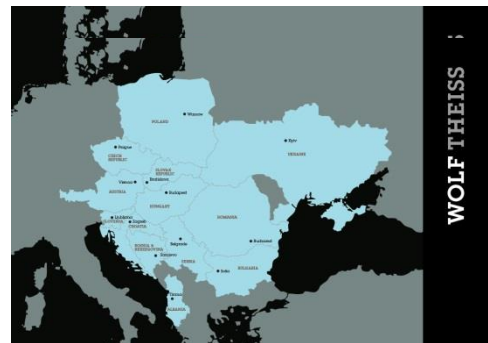 POLAND
Warsaw
Prague
CZECH
REPUBLIC
Kyiv
UKRAINE
SLOVAK
REPUBLIC
Vienna
Bratislava
AUSTRIA
Budapest
HUNGARY
Ljubljana
SLOVENIA
Zagreb
CROATIA
ROMANIA
Belgrade
Bucharest
BOSNIA &
HERZEGOVINA
Sarajevo
SERBIA
Sofia
BULGARIA
Tirana
ALBANIA
WOLF THEISS